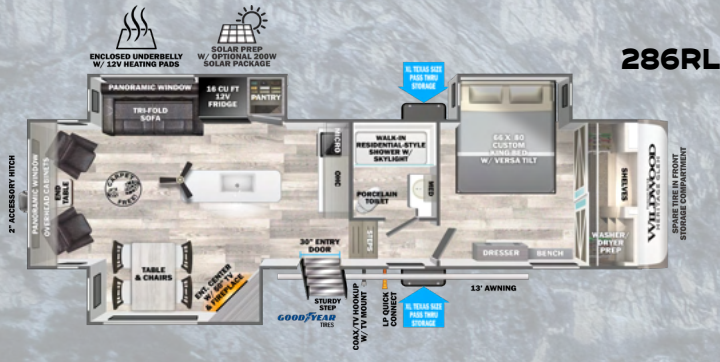 ENCLOSED UNDERBELLY
W/ 12V HEATING PADS
SOLAR PREP
W/ OPTIONAL 200W
SOLAR PACKAGE
286RL
XL TEXAS SIZE
PASS THRU
STORAGE
PANORAMIC WINDOW
TRI-FOLD
SOFA
16 CU FT
12V
FRIDGE
PANTRY
MICRO
OHC
WALK-IN
RESIDENTIAL-STYLE
SHOWER W/
SKYLIGHT
PORCELAIN
TOILET
MED
66 X 80
CUSTOM
KING BED
W/ VERSA TILT
SHELVES
WASHER/
DRYER
PREP
WILDWOOD
HERITAGE GLEN
SPARE TIRE IN FRONT
STORAGE COMPARTMENT
2" ACCESSORY HITCH
PANORAMIC WINDOW
OVERHEAD CABINETS
END
TABLE
CARPET
FREE!
TABLE
& CHAIRS
ENT. CENTER
W/ 50" TV
& FIREPLACE
30" ENTRY
DOOR
STEPS
DRESSER
BENCH
STURDY
STEP
GOODYEAR
TIRES
COAX/TV HOOKUP
W/ TV MOUNT
LP QUICK
CONNECT
XL TEXAS SIZE
PASS THRU
STORAGE
13' AWNING